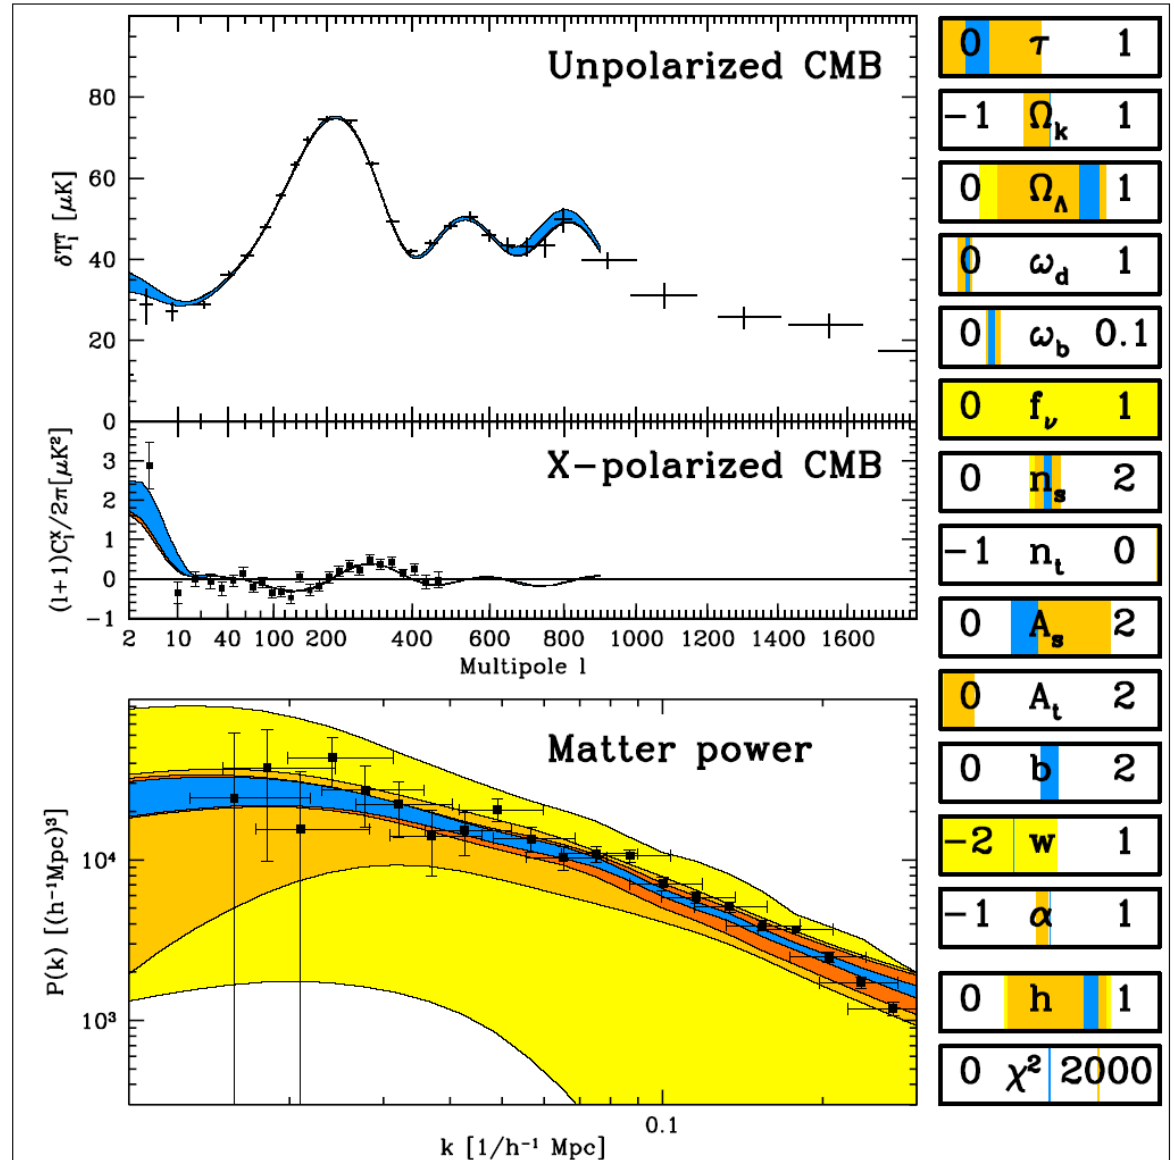 Unpolarized CMB
80
60
40
20
0
δT_l^T [μK]
X-polarized CMB
3
2
1
0
−1
(l+1)C_l^X/2π[μK²]
2 10 40 100 200 400 600 800 1000 1200 1400 1600
Multipole l
Matter power
10⁴
10³
P(k) [(h⁻¹Mpc)³]
0.1
k [1/h⁻¹ Mpc]
0 τ 1
−1 Ω_k 1
0 Ω_Λ 1
0 ω_d 1
0 ω_b 0.1
0 f_ν 1
0 n_s 2
−1 n_t 0
0 A_s 2
0 A_t 2
0 b 2
−2 w 1
−1 α 1
0 h 1
0 χ² 2000